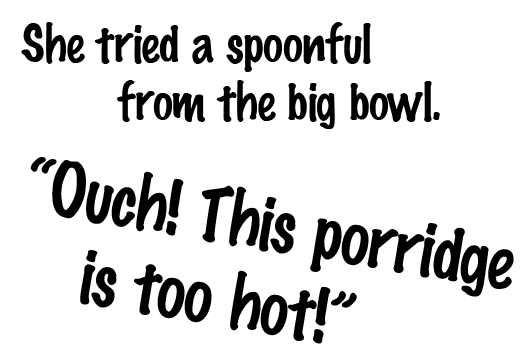 She tried a spoonful
from the big bowl.
“Ouch! This porridge
is too hot!”